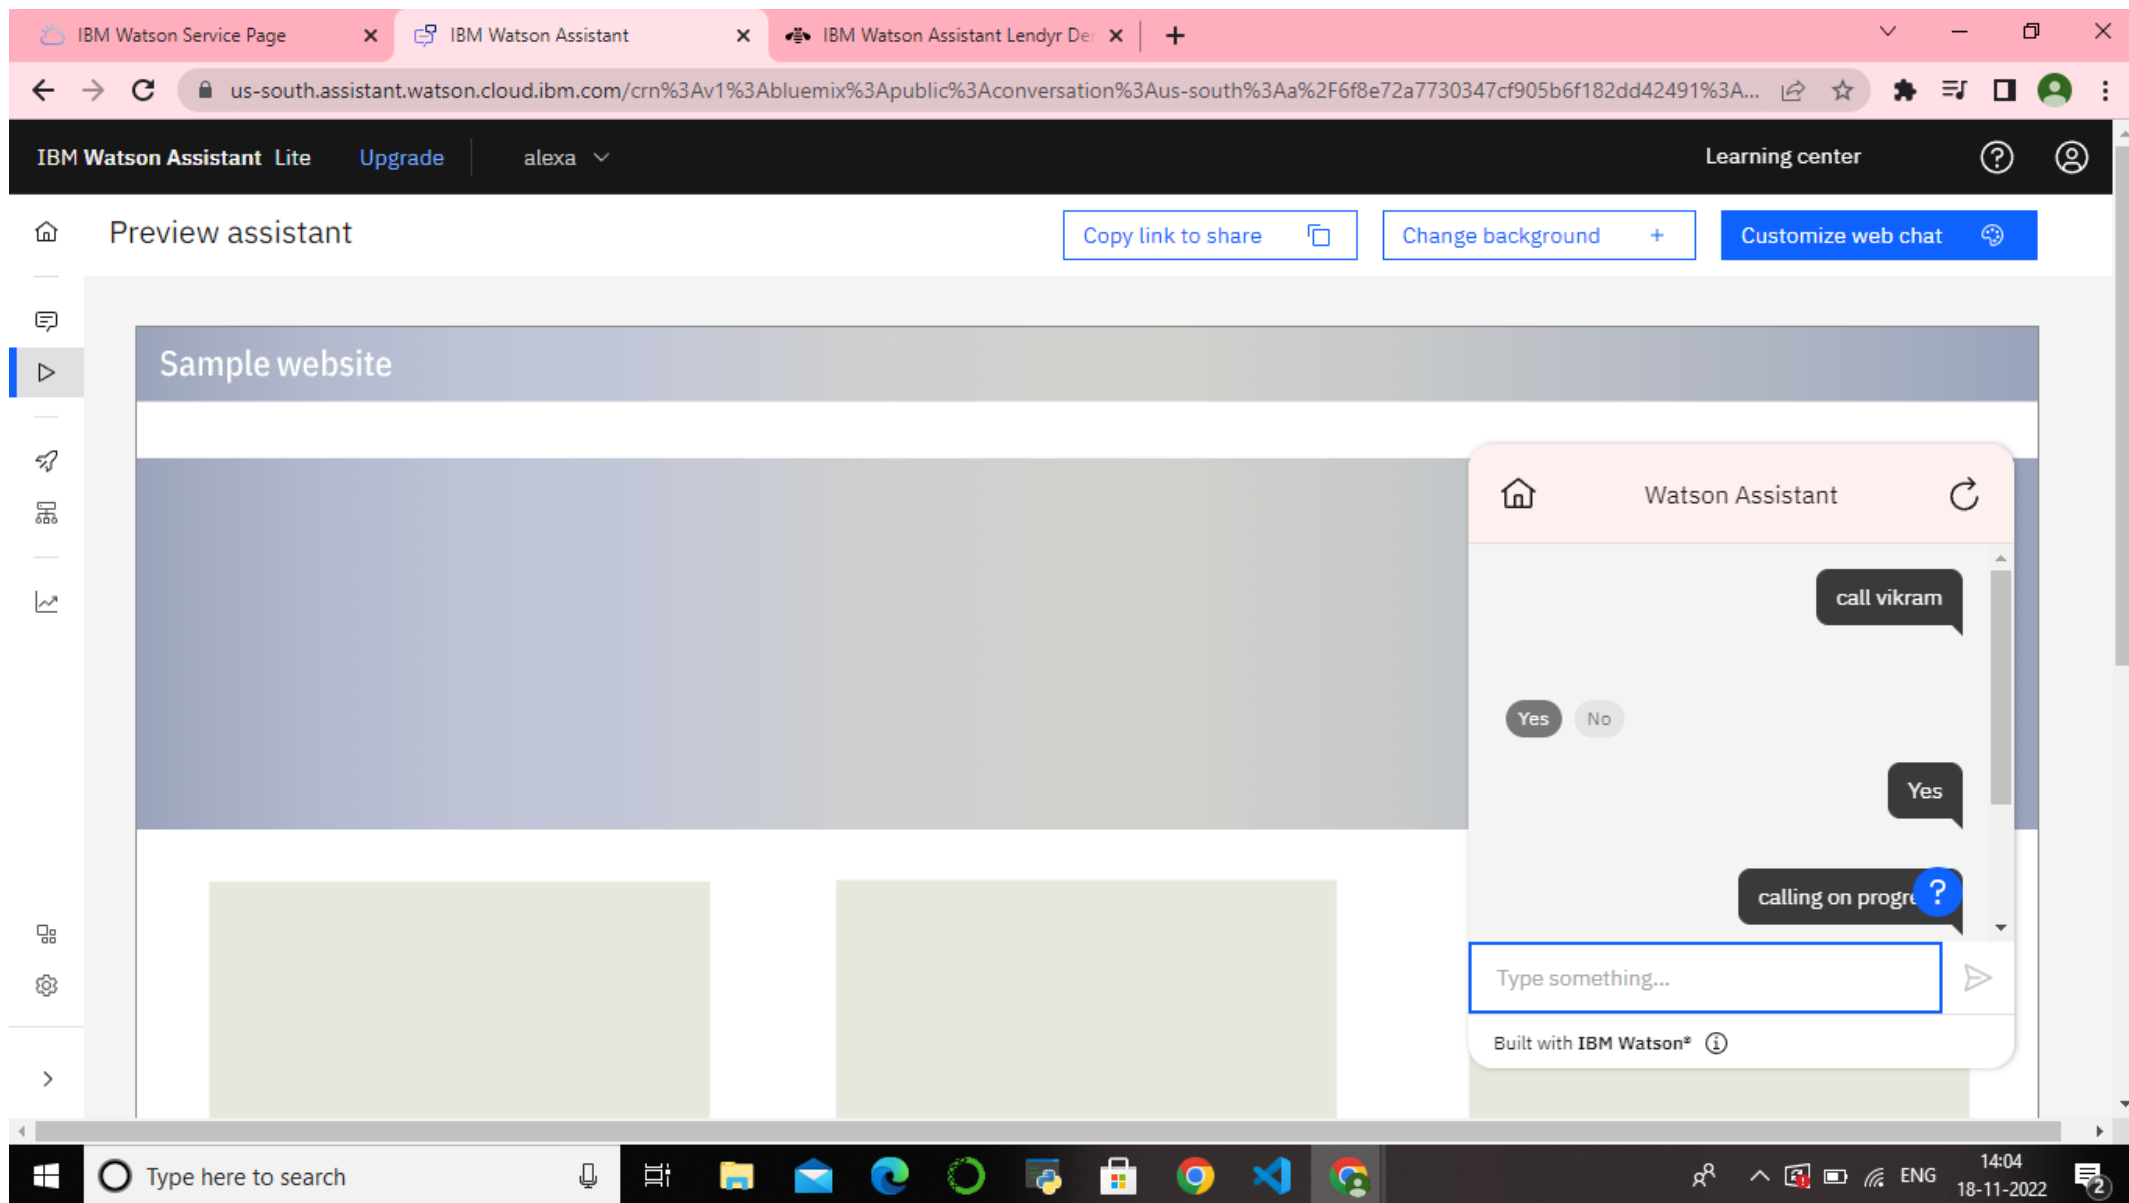 IBM Watson Service Page
IBM Watson Assistant
IBM Watson Assistant Lendyr De
us-south.assistant.watson.cloud.ibm.com/crn%3Av1%3Abluemix%3Apublic%3Aconversation%3Aus-south%3Aa%2F6f8e72a7730347cf905b6f182dd42491%3A...
IBM Watson Assistant Lite Upgrade alexa
Learning center
Preview assistant
Copy link to share
Change background +
Customize web chat
Sample website
Watson Assistant
call vikram
Yes No
Yes
calling on progre
?
Type something...
Built with IBM Watson®
Type here to search
ENG
14:04
18-11-2022
2